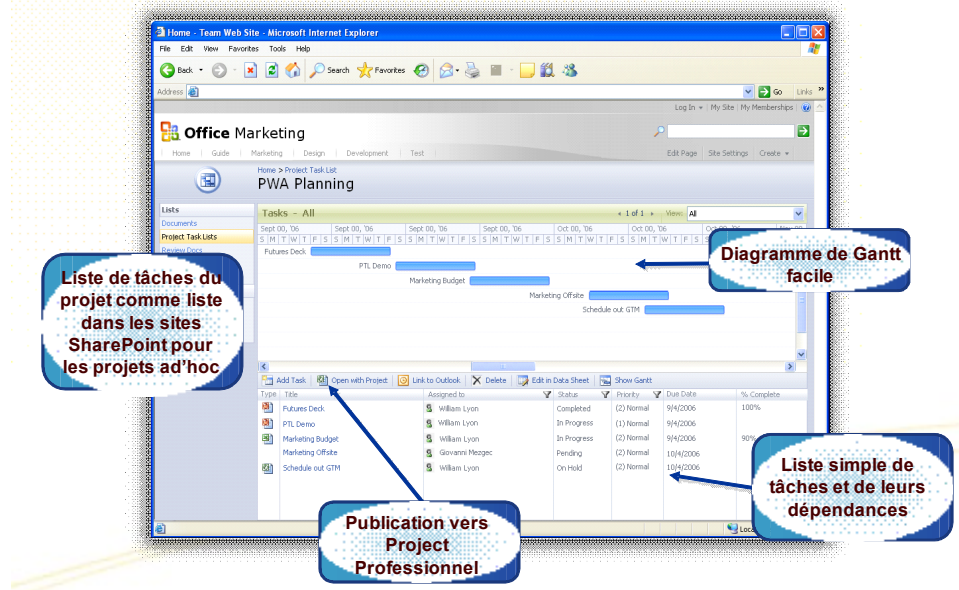 Home - Team Web Site - Microsoft Internet Explorer
File Edit View Favorites Tools Help
Back Search Favorites
Address Go Links »
Log In My Site My Memberships
Office Marketing
Home Guide Marketing Design Development Test Edit Page Site Settings Create
Home > Project Task List
PWA Planning
Lists
Documents
Project Task Lists
Review Docs
Tasks - All 1 of 1 View: All
Sept 00, '06 Sept 00, '06 Sept 00, '06 Sept 00, '06 Oct 00, '06 Oct 00, '06
S M T W T F S S M T W T F S S M T W T F S S M T W T F S S M T W T F S S M T W T F S
Futures Deck
PTL Demo
Marketing Budget
Marketing Offsite
Schedule out GTM
Diagramme de Gantt
facile
Liste de tâches du
projet comme liste
dans les sites
SharePoint pour
les projets ad'hoc
Add Task Open with Project Link to Outlook Delete Edit in Data Sheet Show Gantt
Type Title Assigned to Status Priority Due Date % Complete
Futures Deck William Lyon Completed (2) Normal 9/4/2006 100%
PTL Demo William Lyon In Progress (1) Normal 9/4/2006
Marketing Budget William Lyon In Progress (2) Normal 9/4/2006 90%
Marketing Offsite Giovanni Mezgec Pending (2) Normal 10/4/2006
Schedule out GTM William Lyon On Hold (2) Normal 10/4/2006
Liste simple de
tâches et de leurs
dépendances
Publication vers
Project
Professionnel